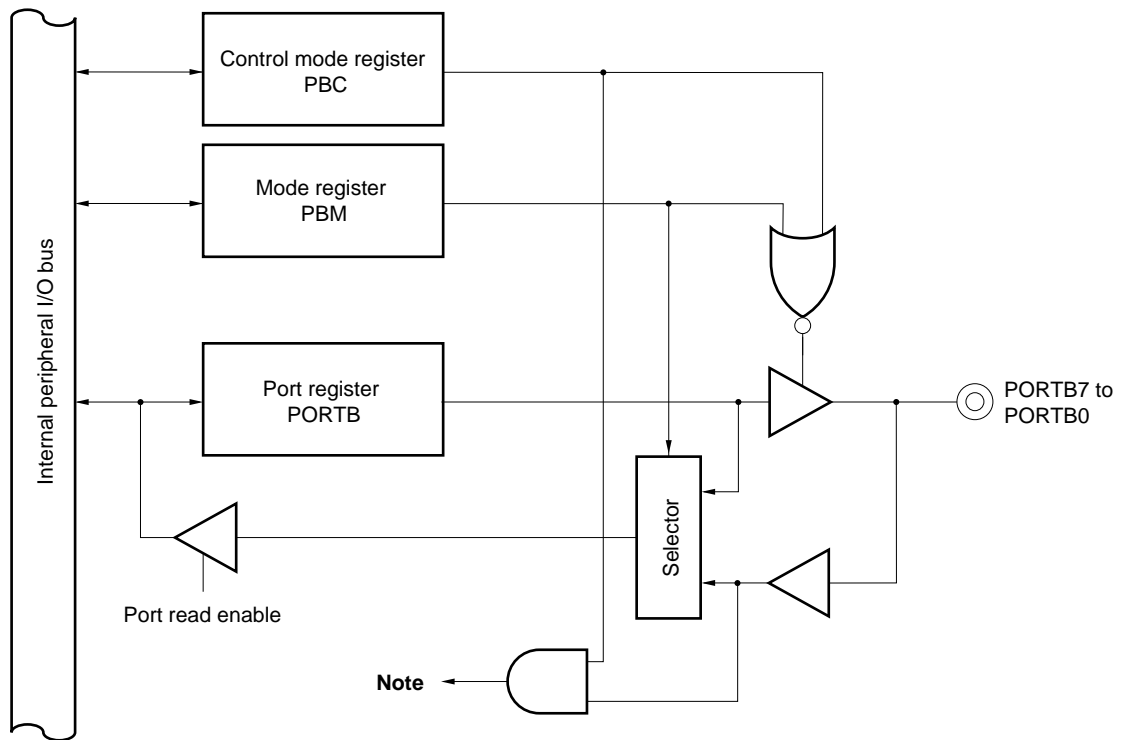 Control mode register
PBC
Mode register
PBM
Internal peripheral I/O bus
Port register
PORTB
PORTB7 to
PORTB0
Selector
Port read enable
Note